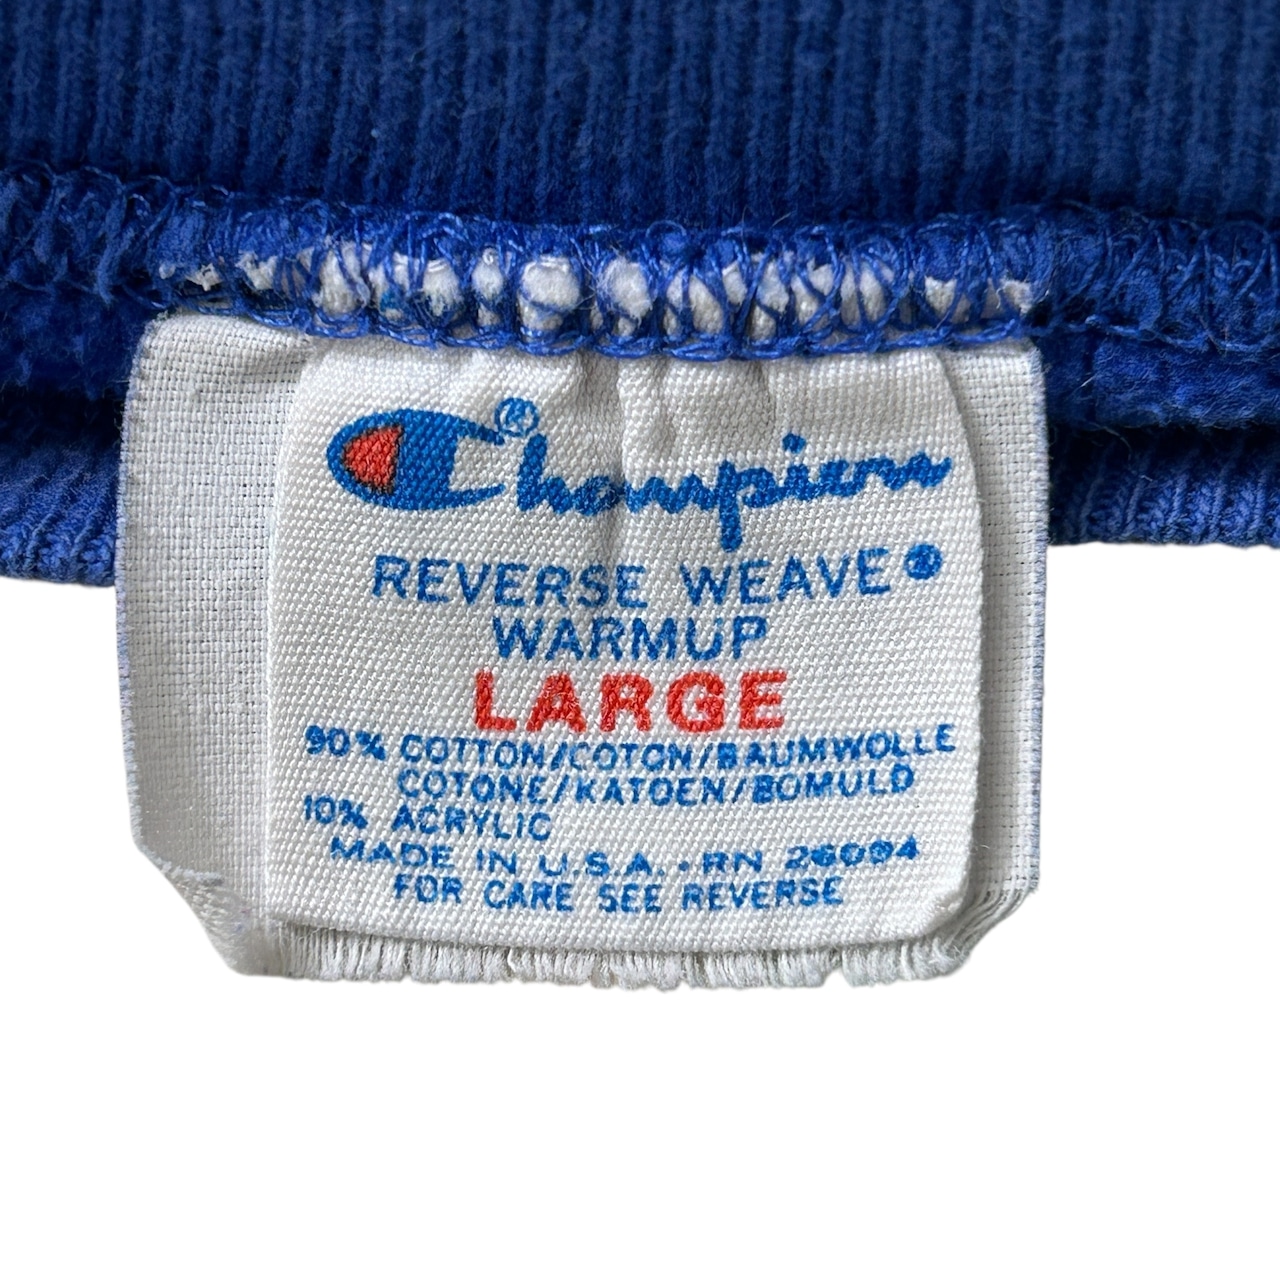 Champion®
REVERSE WEAVE®
WARMUP
LARGE
90% COTTON/COTON/BAUMWOLLE
COTONE/KATOEN/BOMULD
10% ACRYLIC
MADE IN U.S.A. · RN 26094
FOR CARE SEE REVERSE